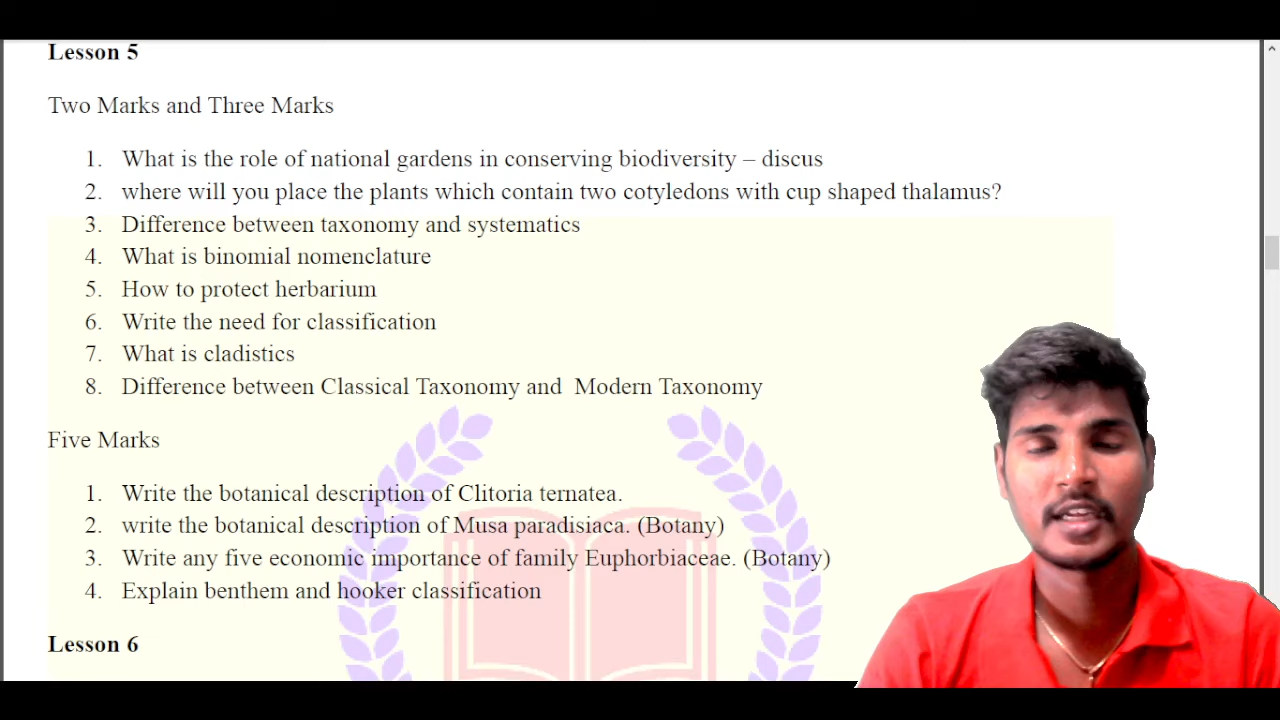 Lesson 5
Two Marks and Three Marks
1. What is the role of national gardens in conserving biodiversity – discus
2. where will you place the plants which contain two cotyledons with cup shaped thalamus?
3. Difference between taxonomy and systematics
4. What is binomial nomenclature
5. How to protect herbarium
6. Write the need for classification
7. What is cladistics
8. Difference between Classical Taxonomy and  Modern Taxonomy
Five Marks
1. Write the botanical description of Clitoria ternatea.
2. write the botanical description of Musa paradisiaca. (Botany)
3. Write any five economic importance of family Euphorbiaceae. (Botany)
4. Explain benthem and hooker classification
Lesson 6